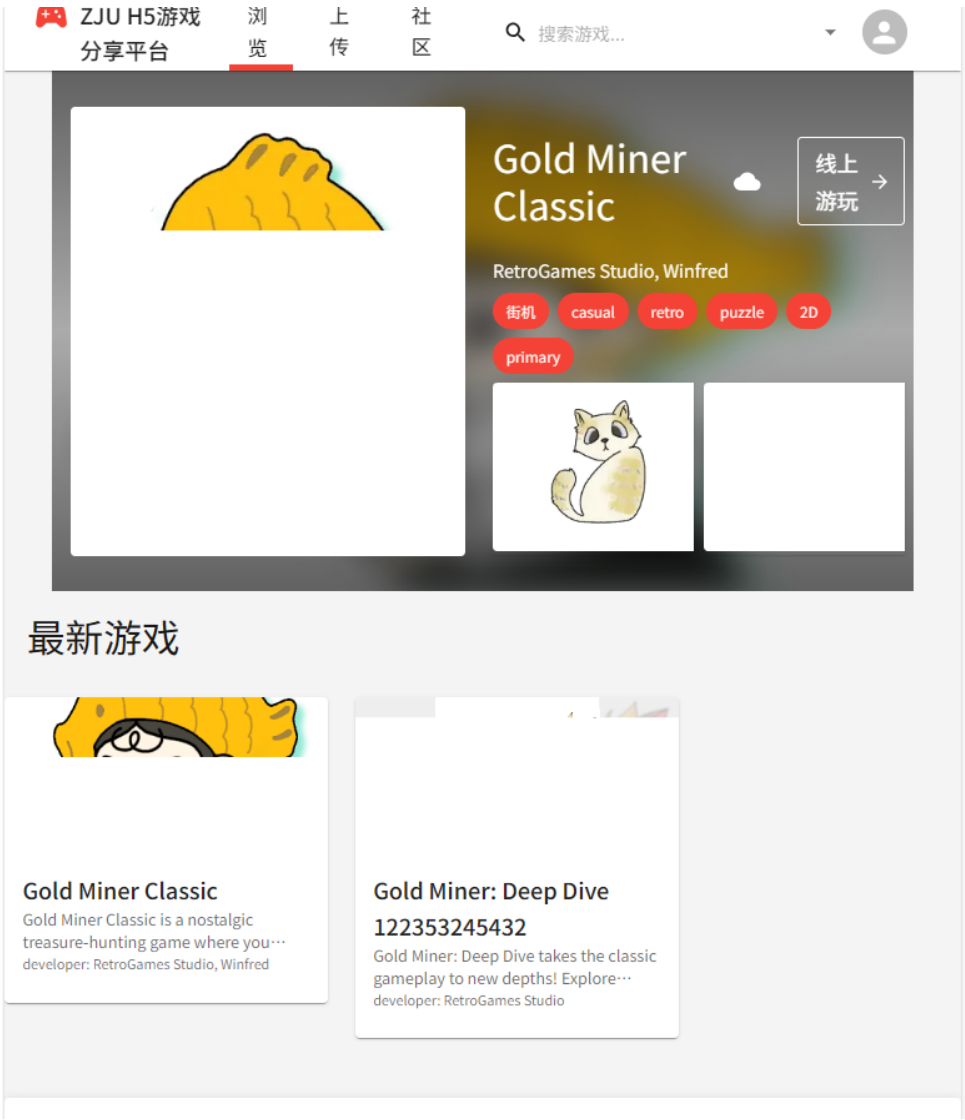 ZJU H5游戏
分享平台
浏
览
上
传
社
区
搜索游戏...
Gold Miner
Classic
线上
游玩
RetroGames Studio, Winfred
街机 casual retro puzzle 2D
primary
最新游戏
Gold Miner Classic
Gold Miner Classic is a nostalgic
treasure-hunting game where you…
developer: RetroGames Studio, Winfred
Gold Miner: Deep Dive
122353245432
Gold Miner: Deep Dive takes the classic
gameplay to new depths! Explore…
developer: RetroGames Studio